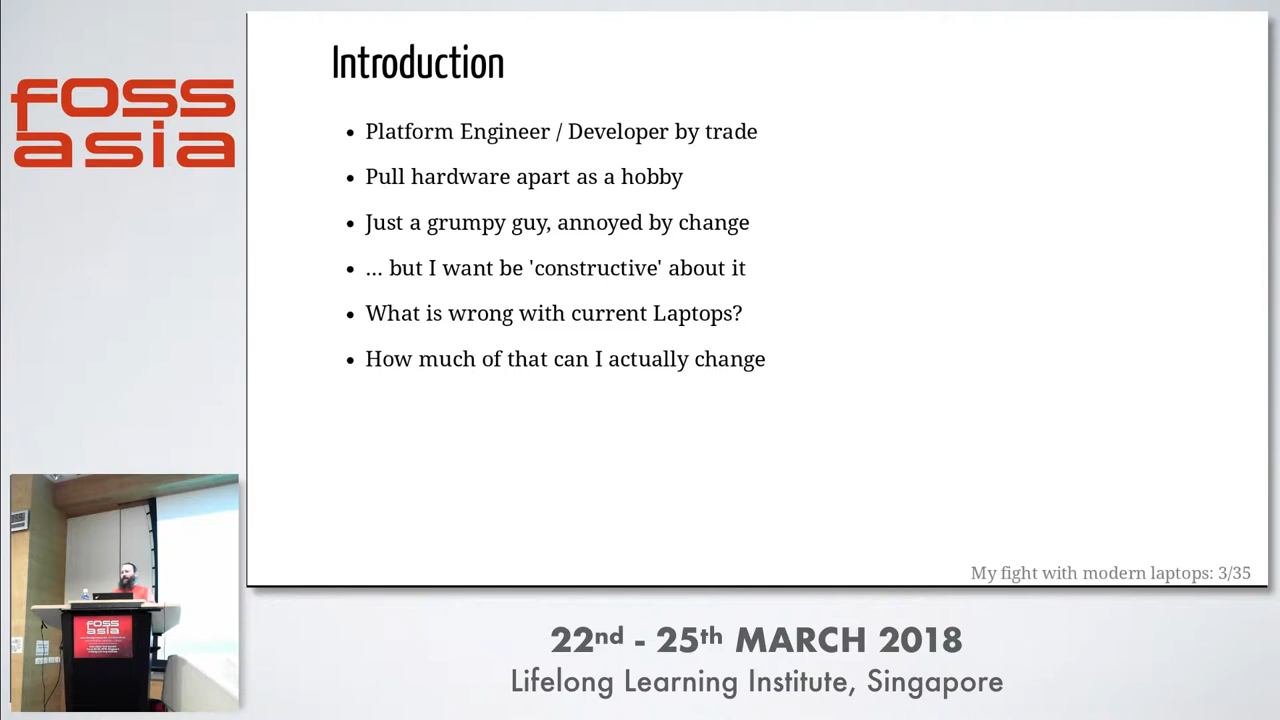 foss
asia
Introduction
• Platform Engineer / Developer by trade
• Pull hardware apart as a hobby
• Just a grumpy guy, annoyed by change
• ... but I want be 'constructive' about it
• What is wrong with current Laptops?
• How much of that can I actually change
My fight with modern laptops: 3/35
foss
asia
22nd - 25th MARCH 2018
Lifelong Learning Institute, Singapore